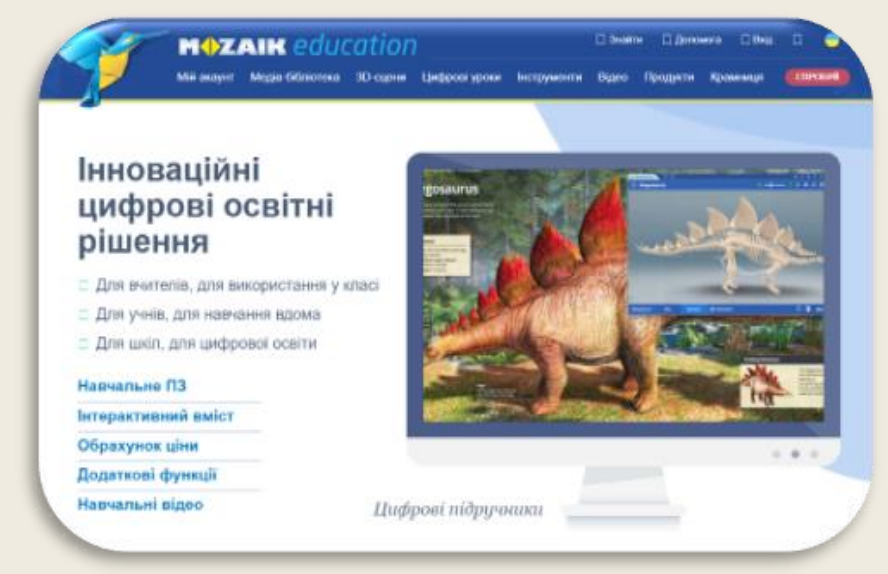 MOZAIK education
Знайти Допомога Вхід
Мій акаунт Медіа-бібліотека 3D-сцени Цифрові уроки Інструменти Відео Продукти Крамниця
Інноваційні
цифрові освітні
рішення
Для вчителів, для використання у класі
Для учнів, для навчання вдома
Для шкіл, для цифрової освіти
Навчальне ПЗ
Інтерактивний вміст
Обрахунок ціни
Додаткові функції
Навчальні відео
gosaurus
Цифрові підручники